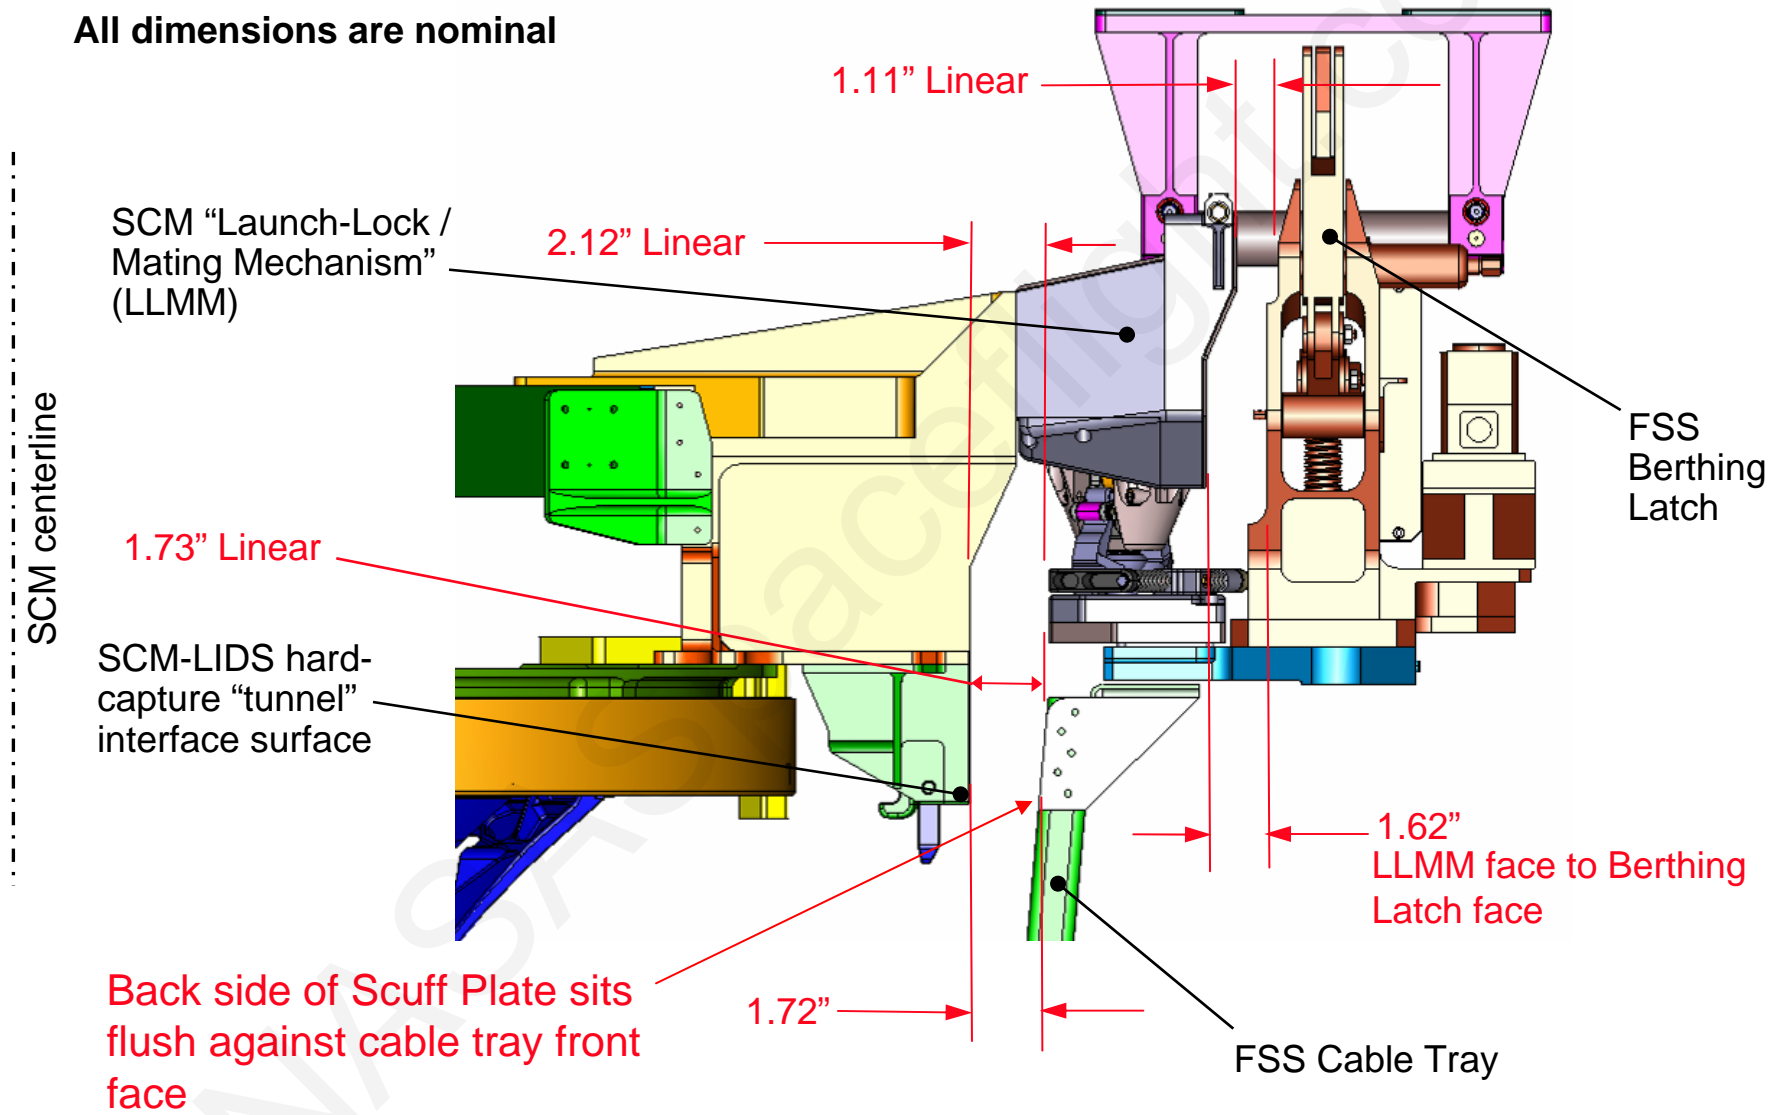 All dimensions are nominal
1.11” Linear
SCM “Launch-Lock /
Mating Mechanism”
(LLMM)
2.12” Linear
SCM centerline
FSS
Berthing
Latch
1.73” Linear
SCM-LIDS hard-
capture “tunnel”
interface surface
1.62”
LLMM face to Berthing
Latch face
Back side of Scuff Plate sits
flush against cable tray front
face
1.72”
FSS Cable Tray
NASASpaceflight.co